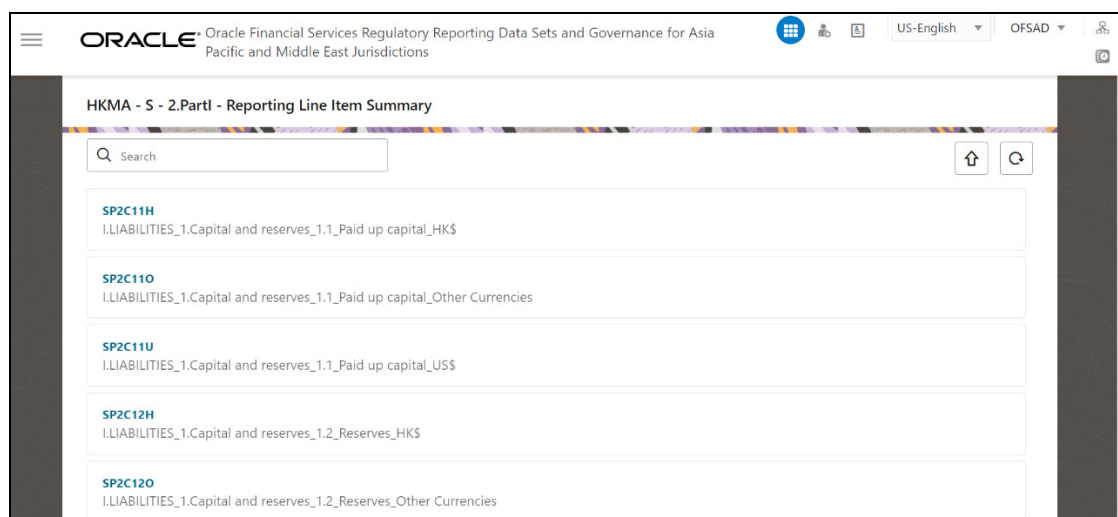 ORACLE® Oracle Financial Services Regulatory Reporting Data Sets and Governance for Asia
Pacific and Middle East Jurisdictions
US-English
OFSAD
HKMA - S - 2.PartI - Reporting Line Item Summary
Search
SP2C11H
I.LIABILITIES_1.Capital and reserves_1.1_Paid up capital_HK$
SP2C11O
I.LIABILITIES_1.Capital and reserves_1.1_Paid up capital_Other Currencies
SP2C11U
I.LIABILITIES_1.Capital and reserves_1.1_Paid up capital_US$
SP2C12H
I.LIABILITIES_1.Capital and reserves_1.2_Reserves_HK$
SP2C12O
I.LIABILITIES_1.Capital and reserves_1.2_Reserves_Other Currencies